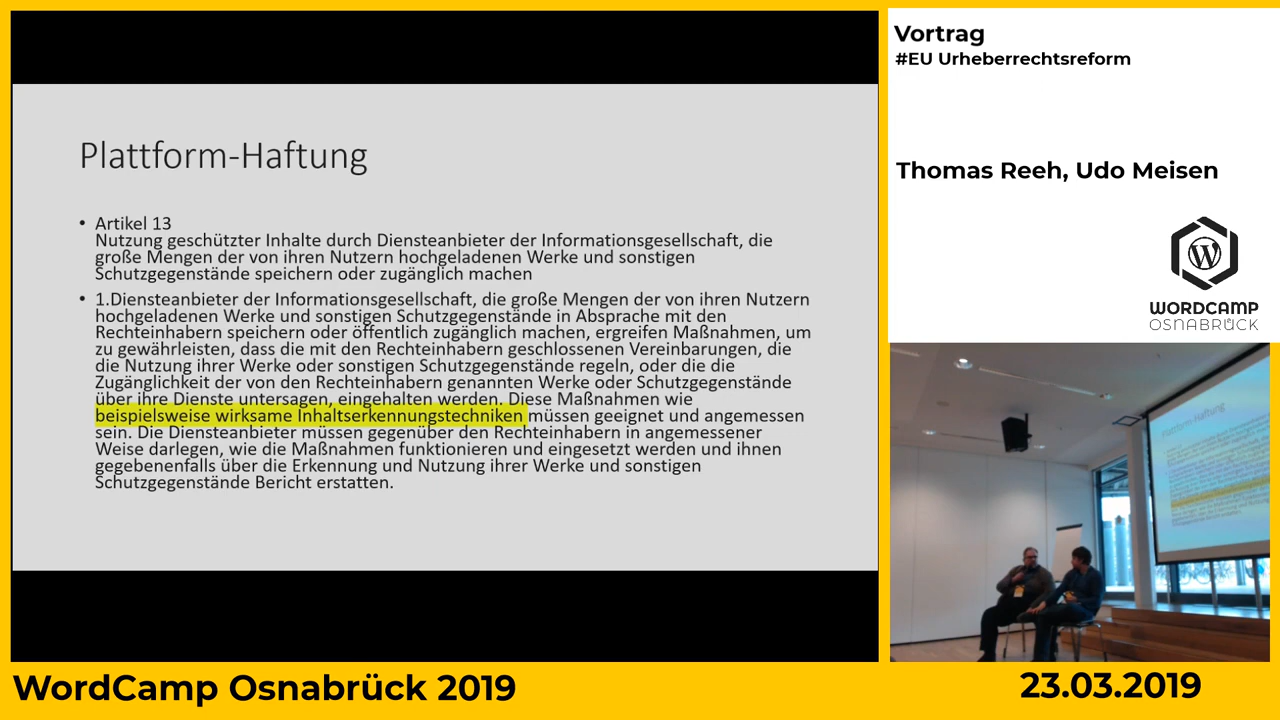 Plattform-Haftung
• Artikel 13
Nutzung geschützter Inhalte durch Diensteanbieter der Informationsgesellschaft, die
große Mengen der von ihren Nutzern hochgeladenen Werke und sonstigen
Schutzgegenstände speichern oder zugänglich machen
• 1.Diensteanbieter der Informationsgesellschaft, die große Mengen der von ihren Nutzern
hochgeladenen Werke und sonstigen Schutzgegenstände in Absprache mit den
Rechteinhabern speichern oder öffentlich zugänglich machen, ergreifen Maßnahmen, um
zu gewährleisten, dass die mit den Rechteinhabern geschlossenen Vereinbarungen, die
die Nutzung ihrer Werke oder sonstigen Schutzgegenstände regeln, oder die die
Zugänglichkeit der von den Rechteinhabern genannten Werke oder Schutzgegenstände
über ihre Dienste untersagen, eingehalten werden. Diese Maßnahmen wie
beispielsweise wirksame Inhaltserkennungstechniken müssen geeignet und angemessen
sein. Die Diensteanbieter müssen gegenüber den Rechteinhabern in angemessener
Weise darlegen, wie die Maßnahmen funktionieren und eingesetzt werden und ihnen
gegebenenfalls über die Erkennung und Nutzung ihrer Werke und sonstigen
Schutzgegenstände Bericht erstatten.
Vortrag
#EU Urheberrechtsreform
Thomas Reeh, Udo Meisen
WORDCAMP
OSNABRÜCK
Plattform-Haftung
WordCamp Osnabrück 2019
23.03.2019